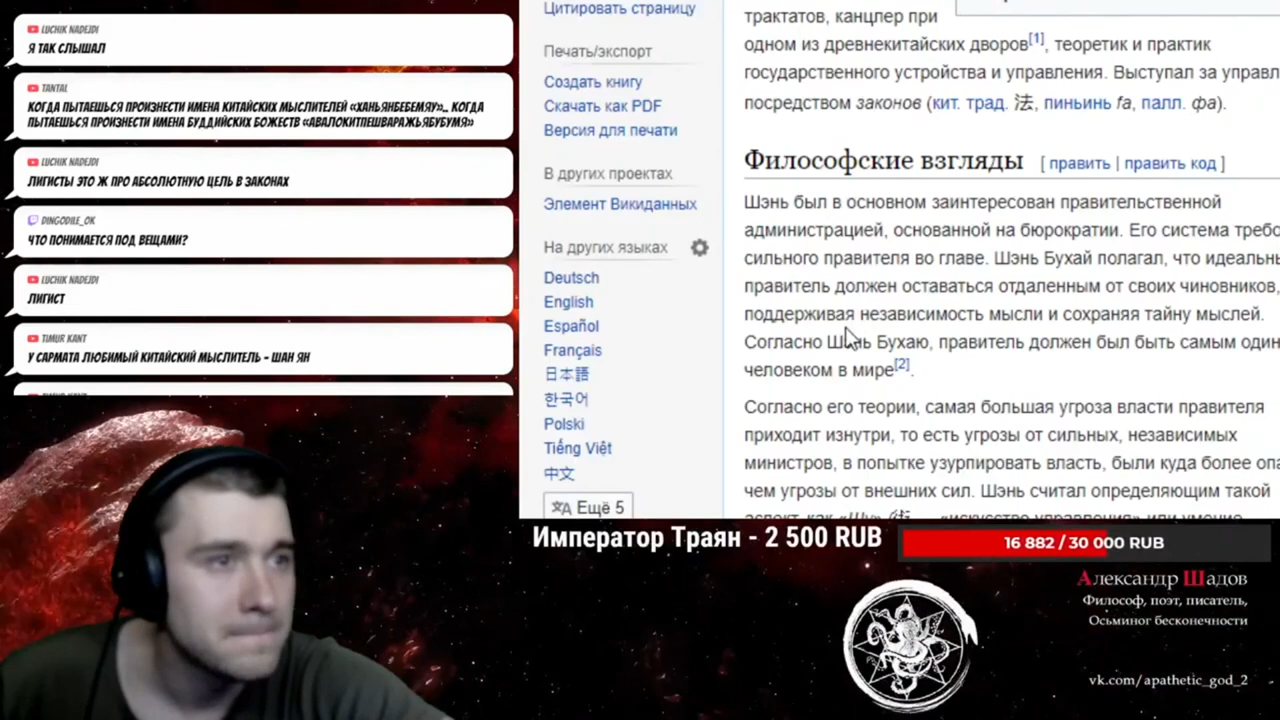 LUCHIK NADEJDI
Я ТАК СЛЫШАЛ
TANTAL
КОГДА ПЫТАЕШЬСЯ ПРОИЗНЕСТИ ИМЕНА КИТАЙСКИХ МЫСЛИТЕЛЕЙ «ХАНЬЯНБЕБЕМЯУ»... КОГДА
ПЫТАЕШЬСЯ ПРОИЗНЕСТИ ИМЕНА БУДДИЙСКИХ БОЖЕСТВ «АВАЛОКИТПЕШВАРАЖЬЯБУБУМЯ»
LUCHIK NADEJDI
ЛИГИСТЫ ЭТО Ж ПРО АБСОЛЮТНУЮ ЦЕЛЬ В ЗАКОНАХ
DINGODILE_OK
ЧТО ПОНИМАЕТСЯ ПОД ВЕЩАМИ?
LUCHIK NADEJDI
ЛИГИСТ
TIMUR KANT
У САРМАТА ЛЮБИМЫЙ КИТАЙСКИЙ МЫСЛИТЕЛЬ - ШАН ЯН
Цитировать страницу
Печать/экспорт
Создать книгу
Скачать как PDF
Версия для печати
В других проектах
Элемент Викиданных
На других языках
Deutsch
English
Español
Français
日本語
한국어
Polski
Tiếng Việt
中文
Ещё 5
трактатов, канцлер при
одном из древнекитайских дворов[1], теоретик и практик
государственного устройства и управления. Выступал за управл
посредством законов (кит. трад. 法, пиньинь fa, палл. фа).
Философские взгляды [ править | править код ]
Шэнь был в основном заинтересован правительственной
администрацией, основанной на бюрократии. Его система требо
сильного правителя во главе. Шэнь Бухай полагал, что идеальны
правитель должен оставаться отдаленным от своих чиновников,
поддерживая независимость мысли и сохраняя тайну мыслей.
Согласно Шэнь Бухаю, правитель должен был быть самым один
человеком в мире[2].
Согласно его теории, самая большая угроза власти правителя
приходит изнутри, то есть угрозы от сильных, независимых
министров, в попытке узурпировать власть, были куда более опа
чем угрозы от внешних сил. Шэнь считал определяющим такой
Император Траян - 2 500 RUB
16 882 / 30 000 RUB
Александр Шадов
Философ, поэт, писатель,
Осьминог бесконечности
vk.com/apathetic_god_2